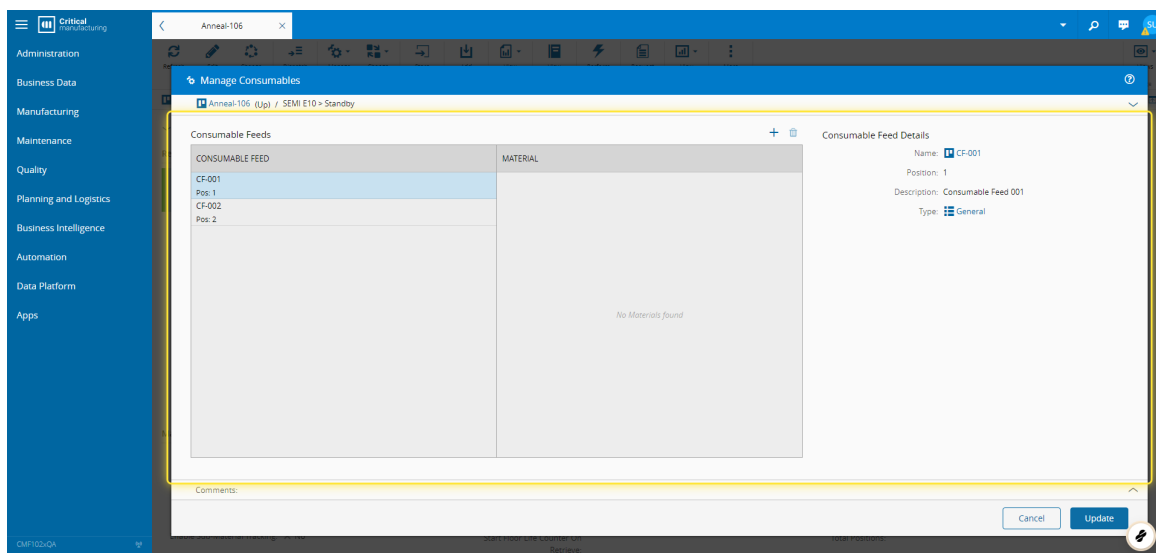 Critical
manufacturing
Anneal-106
SU
Administration
Business Data
Manufacturing
Maintenance
Quality
Planning and Logistics
Business Intelligence
Automation
Data Platform
Apps
CMF102xQA
Manage Consumables
Anneal-106 (Up) / SEMI E10 > Standby
Consumable Feeds
CONSUMABLE FEED
MATERIAL
CF-001
Pos: 1
CF-002
Pos: 2
No Materials found
Consumable Feed Details
Name: CF-001
Position: 1
Description: Consumable Feed 001
Type: General
Comments:
Cancel
Update
Retrieve: